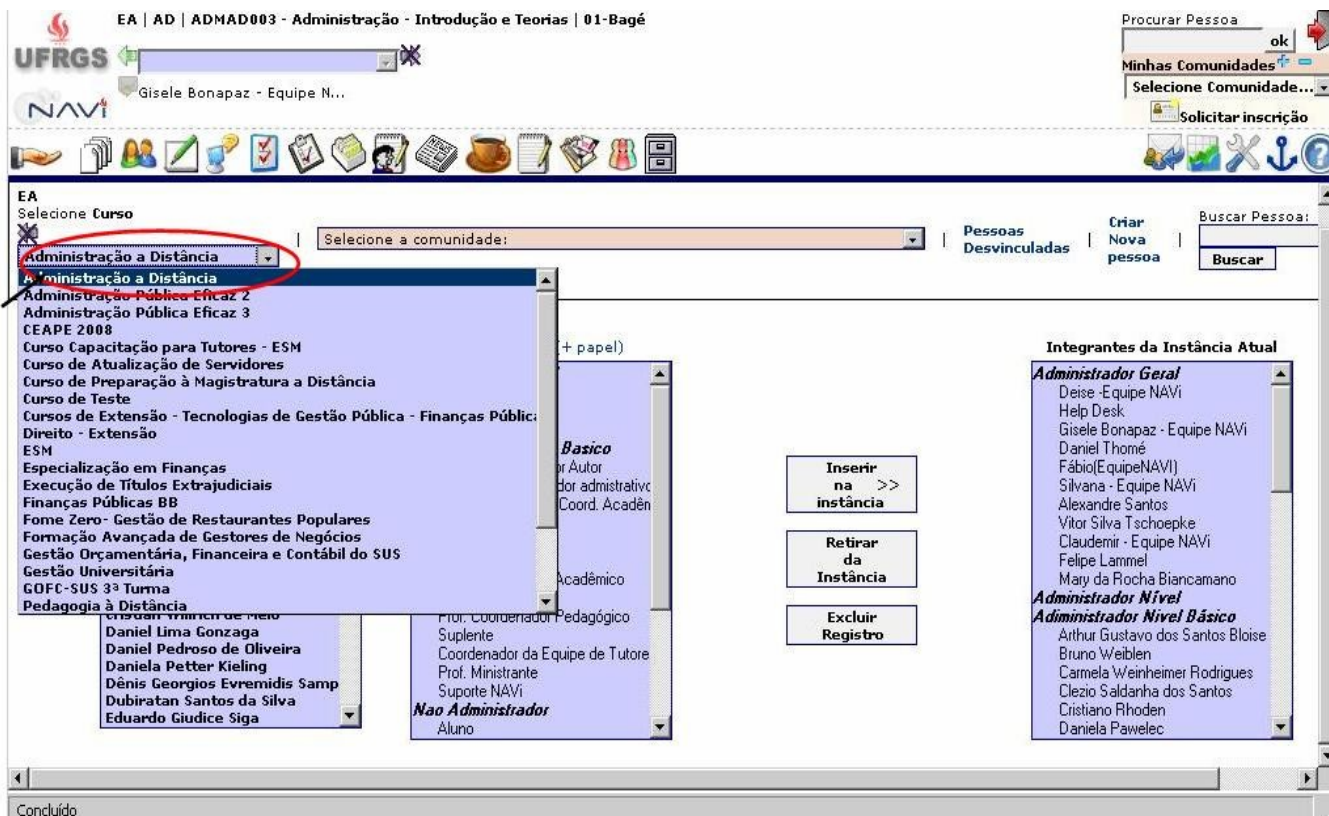 EA | AD | ADMAD003 - Administração - Introdução e Teorias | 01-Bagé
Procurar Pessoa
ok
UFRGS
Minhas Comunidades
Gisele Bonapaz - Equipe N...
Selecione Comunidade...
NAVi
Solicitar inscrição
EA
Selecione Curso
Administração a Distância
Selecione a comunidade:
Pessoas
Desvinculadas
Criar
Nova
pessoa
Buscar Pessoa:
Buscar
Administração a Distância
Administração Pública Eficaz 2
Administração Pública Eficaz 3
CEAPE 2008
Curso Capacitação para Tutores - ESM
Curso de Atualização de Servidores
Curso de Preparação à Magistratura a Distância
Curso de Teste
Cursos de Extensão - Tecnologias de Gestão Pública - Finanças Pública
Direito - Extensão
ESM
Especialização em Finanças
Execução de Títulos Extrajudiciais
Finanças Públicas BB
Fome Zero- Gestão de Restaurantes Populares
Formação Avançada de Gestores de Negócios
Gestão Orçamentária, Financeira e Contábil do SUS
Gestão Universitária
GOFC-SUS 3ª Turma
Pedagogia à Distância
Daniel Lima Gonzaga
Daniel Pedroso de Oliveira
Daniela Petter Kieling
Dênis Georgios Evremidis Samp
Dubiratan Santos da Silva
Eduardo Giudice Siga
(+ papel)
Basico
Autor
Coord. Acadên
Acadêmico
Prof. Coordenador Pedagógico
Suplente
Coordenador da Equipe de Tutore
Prof. Ministrante
Suporte NAVi
Nao Administrador
Aluno
Inserir
na >>
instância
Retirar
da
Instância
Excluir
Registro
Integrantes da Instância Atual
Administrador Geral
Deise -Equipe NAVi
Help Desk
Gisele Bonapaz - Equipe NAVi
Daniel Thomé
Fábio(EquipeNAVI)
Silvana - Equipe NAVi
Alexandre Santos
Vitor Silva Tschoepke
Claudemir - Equipe NAVi
Felipe Lammel
Mary da Rocha Biancamano
Administrador Nível
Administrador Nivel Básico
Arthur Gustavo dos Santos Bloise
Bruno Weiblen
Carmela Weinheimer Rodrigues
Clezio Saldanha dos Santos
Cristiano Rhoden
Daniela Pawelec
Concluído